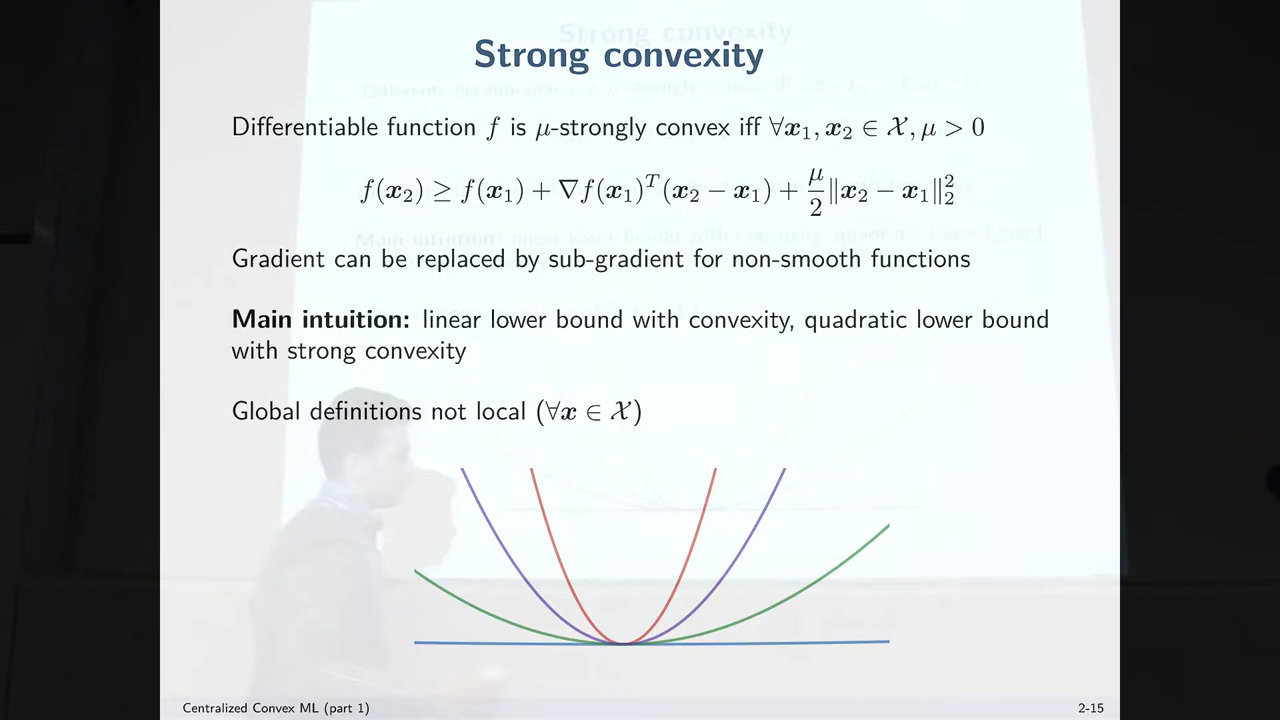 Strong convexity
Differentiable function f is μ-strongly convex iff ∀x₁, x₂ ∈ 𝒳, μ > 0
f(x₂) ≥ f(x₁) + ∇f(x₁)ᵀ(x₂ − x₁) + μ/2 ‖x₂ − x₁‖₂²
Gradient can be replaced by sub-gradient for non-smooth functions
Main intuition: linear lower bound with convexity, quadratic lower bound
with strong convexity
Global definitions not local (∀x ∈ 𝒳)
Centralized Convex ML (part 1)
2-15